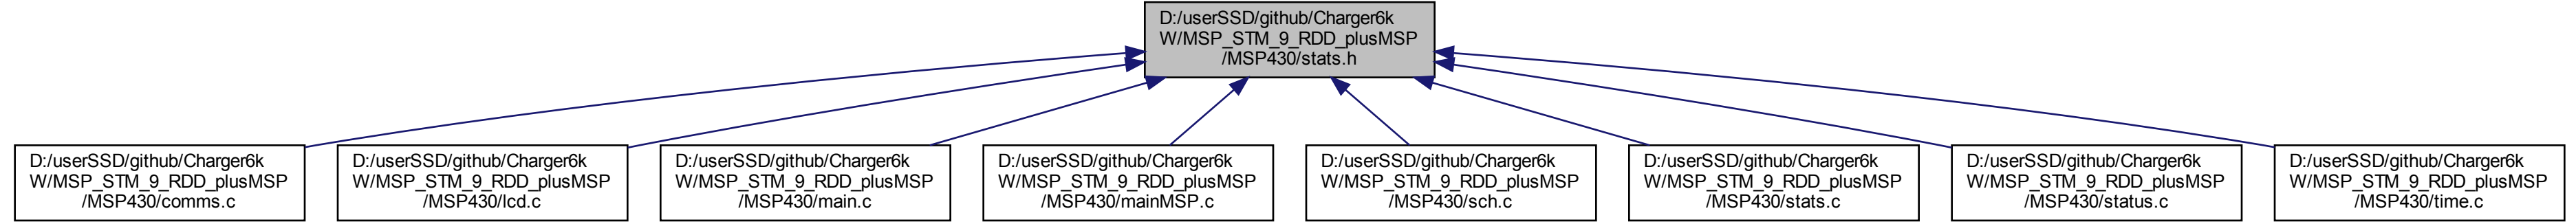 D:/userSSD/github/Charger6k
W/MSP_STM_9_RDD_plusMSP
/MSP430/stats.h
D:/userSSD/github/Charger6k
W/MSP_STM_9_RDD_plusMSP
/MSP430/comms.c
D:/userSSD/github/Charger6k
W/MSP_STM_9_RDD_plusMSP
/MSP430/lcd.c
D:/userSSD/github/Charger6k
W/MSP_STM_9_RDD_plusMSP
/MSP430/main.c
D:/userSSD/github/Charger6k
W/MSP_STM_9_RDD_plusMSP
/MSP430/mainMSP.c
D:/userSSD/github/Charger6k
W/MSP_STM_9_RDD_plusMSP
/MSP430/sch.c
D:/userSSD/github/Charger6k
W/MSP_STM_9_RDD_plusMSP
/MSP430/stats.c
D:/userSSD/github/Charger6k
W/MSP_STM_9_RDD_plusMSP
/MSP430/status.c
D:/userSSD/github/Charger6k
W/MSP_STM_9_RDD_plusMSP
/MSP430/time.c